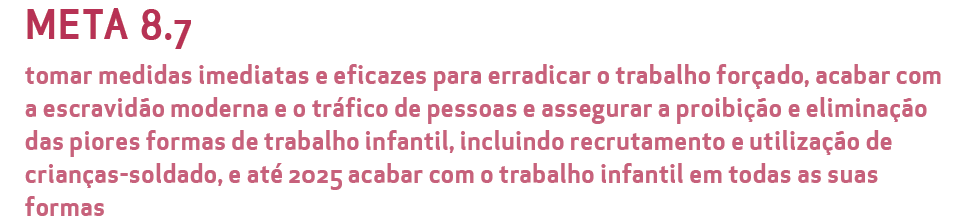 META 8.7
tomar medidas imediatas e eficazes para erradicar o trabalho forçado, acabar com
a escravidão moderna e o tráfico de pessoas e assegurar a proibição e eliminação
das piores formas de trabalho infantil, incluindo recrutamento e utilização de
crianças-soldado, e até 2025 acabar com o trabalho infantil em todas as suas
formas